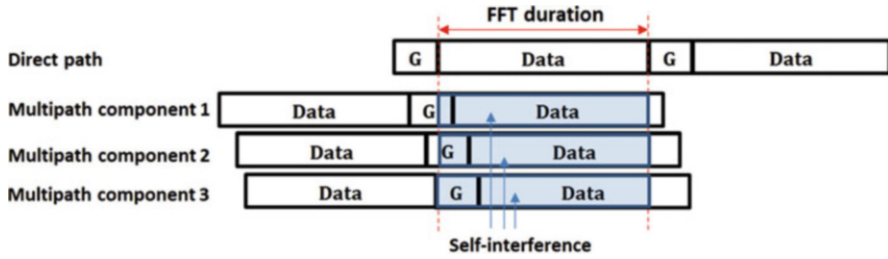 FFT duration
Direct path G Data G Data
Multipath component 1 Data G Data
Multipath component 2 Data G Data
Multipath component 3 Data G Data
Self-interference